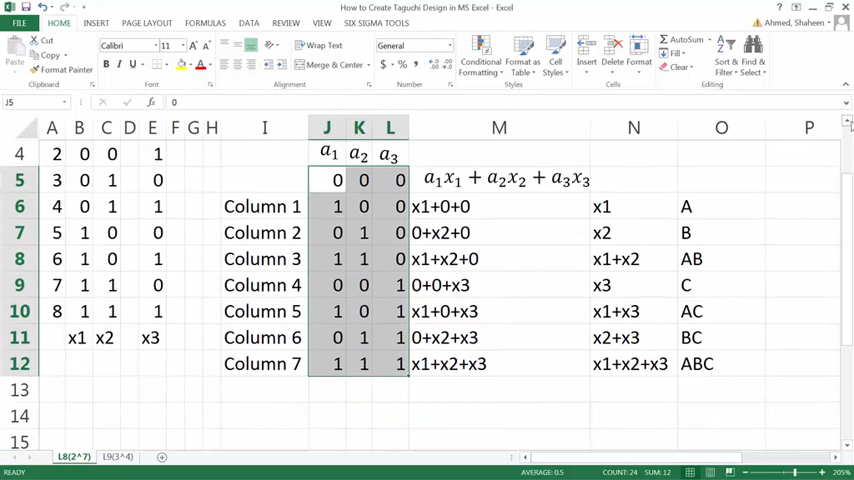 How to Create Taguchi Design in MS Excel - Excel
FILE HOME INSERT PAGE LAYOUT FORMULAS DATA REVIEW VIEW SIX SIGMA TOOLS Ahmed, Shaheen
Cut Calibri 11 Wrap Text General AutoSum
Copy Fill
Paste Format Painter B I U Merge & Center $ % , Conditional Formatting Format as Table Cell Styles Insert Delete Format Clear Sort & Filter Find & Select
Clipboard Font Alignment Number Styles Cells Editing
J5 fx 0
A B C D E F G H I J K L M N O P
4 2 0 0 1 a₁ a₂ a₃
5 3 0 1 0 0 0 0 a₁x₁ + a₂x₂ + a₃x₃
6 4 0 1 1 Column 1 1 0 0 x1+0+0 x1 A
7 5 1 0 0 Column 2 0 1 0 0+x2+0 x2 B
8 6 1 0 1 Column 3 1 1 0 x1+x2+0 x1+x2 AB
9 7 1 1 0 Column 4 0 0 1 0+0+x3 x3 C
10 8 1 1 1 Column 5 1 0 1 x1+0+x3 x1+x3 AC
11 x1 x2 x3 Column 6 0 1 1 0+x2+x3 x2+x3 BC
12 Column 7 1 1 1 x1+x2+x3 x1+x2+x3 ABC
13
14
15
L8(2^7) L9(3^4)
READY AVERAGE: 0.5 COUNT: 24 SUM: 12 205%